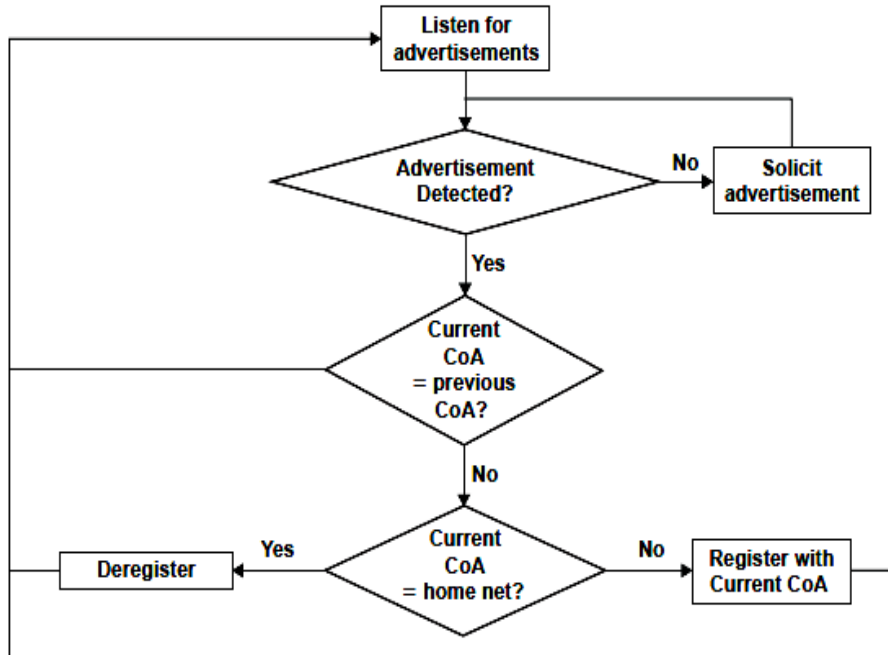 Listen for
advertisements
Advertisement
Detected?
No
Solicit
advertisement
Yes
Current
CoA
= previous
CoA?
No
Current
CoA
= home net?
Yes
Deregister
No
Register with
Current CoA